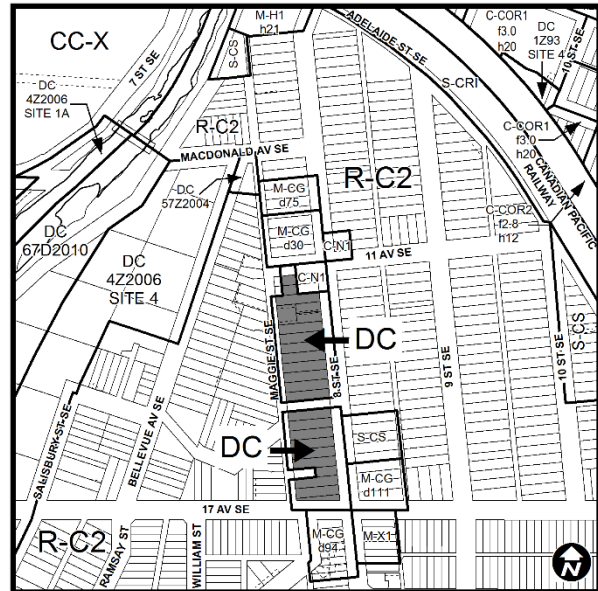 M-H1
h21
CC-X
7 ST SE
S-CS
ADELAIDE ST SE
C-COR1
f3.0
h20
DC
1Z93
SITE 4
10 ST SE
S-CRI
DC
4Z2006
SITE 1A
R-C2
C-COR1
f3.0
h20
MACDONALD AV SE
R-C2
CANADIAN PACIFIC
RAILWAY
DC
57Z2004
M-CG
d75
M-CG
d30
C-N1
C-COR2
f2.8
h12
DC
67D2010
11 AV SE
DC
4Z2006
SITE 4
C-N1
S-CS
MAGGIE ST SE
DC
8 ST SE
9 ST SE
10 ST SE
SALISBURY ST SE
BELLEVUE AV SE
DC
S-CS
M-CG
d111
17 AV SE
R-C2
RAMSAY ST
WILLIAM ST
M-CG
d94
M-X1
N